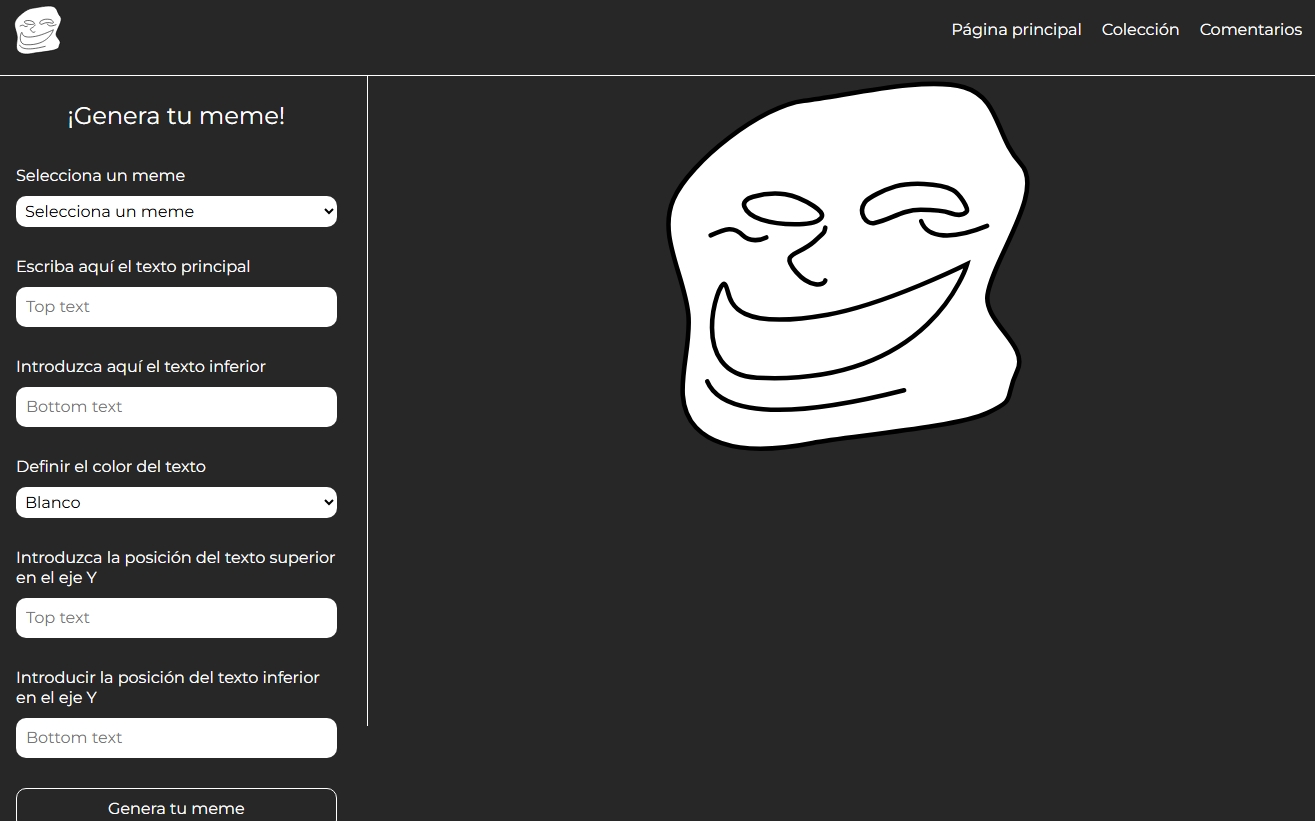 Página principal Colección Comentarios
¡Genera tu meme!
Selecciona un meme
Selecciona un meme
Escriba aquí el texto principal
Top text
Introduzca aquí el texto inferior
Bottom text
Definir el color del texto
Blanco
Introduzca la posición del texto superior
en el eje Y
Top text
Introducir la posición del texto inferior
en el eje Y
Bottom text
Genera tu meme